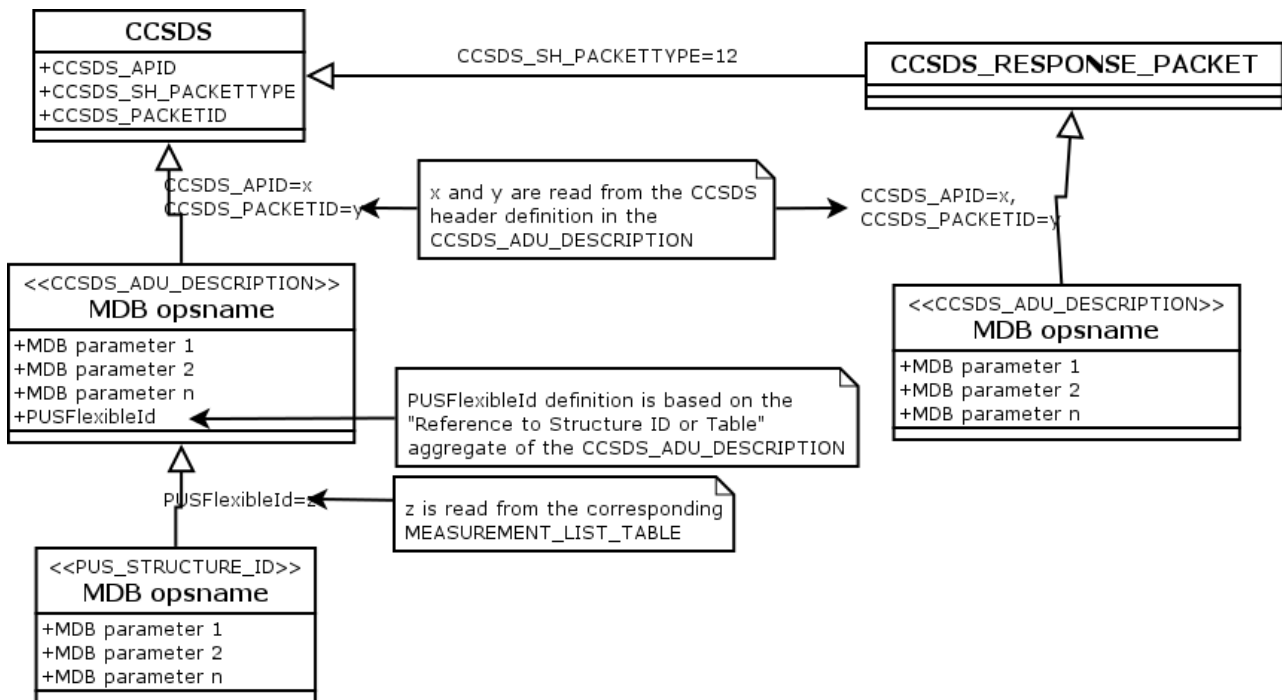 CCSDS
+CCSDS_APID
+CCSDS_SH_PACKETTYPE
+CCSDS_PACKETID
CCSDS_SH_PACKETTYPE=12
CCSDS_RESPONSE_PACKET
CCSDS_APID=x
CCSDS_PACKETID=y
x and y are read from the CCSDS
header definition in the
CCSDS_ADU_DESCRIPTION
CCSDS_APID=x,
CCSDS_PACKETID=y
<<CCSDS_ADU_DESCRIPTION>>
MDB opsname
+MDB parameter 1
+MDB parameter 2
+MDB parameter n
+PUSFlexibleId
<<CCSDS_ADU_DESCRIPTION>>
MDB opsname
+MDB parameter 1
+MDB parameter 2
+MDB parameter n
PUSFlexibleId definition is based on the
"Reference to Structure ID or Table"
aggregate of the CCSDS_ADU_DESCRIPTION
PUSFlexibleId=z
z is read from the corresponding
MEASUREMENT_LIST_TABLE
<<PUS_STRUCTURE_ID>>
MDB opsname
+MDB parameter 1
+MDB parameter 2
+MDB parameter n